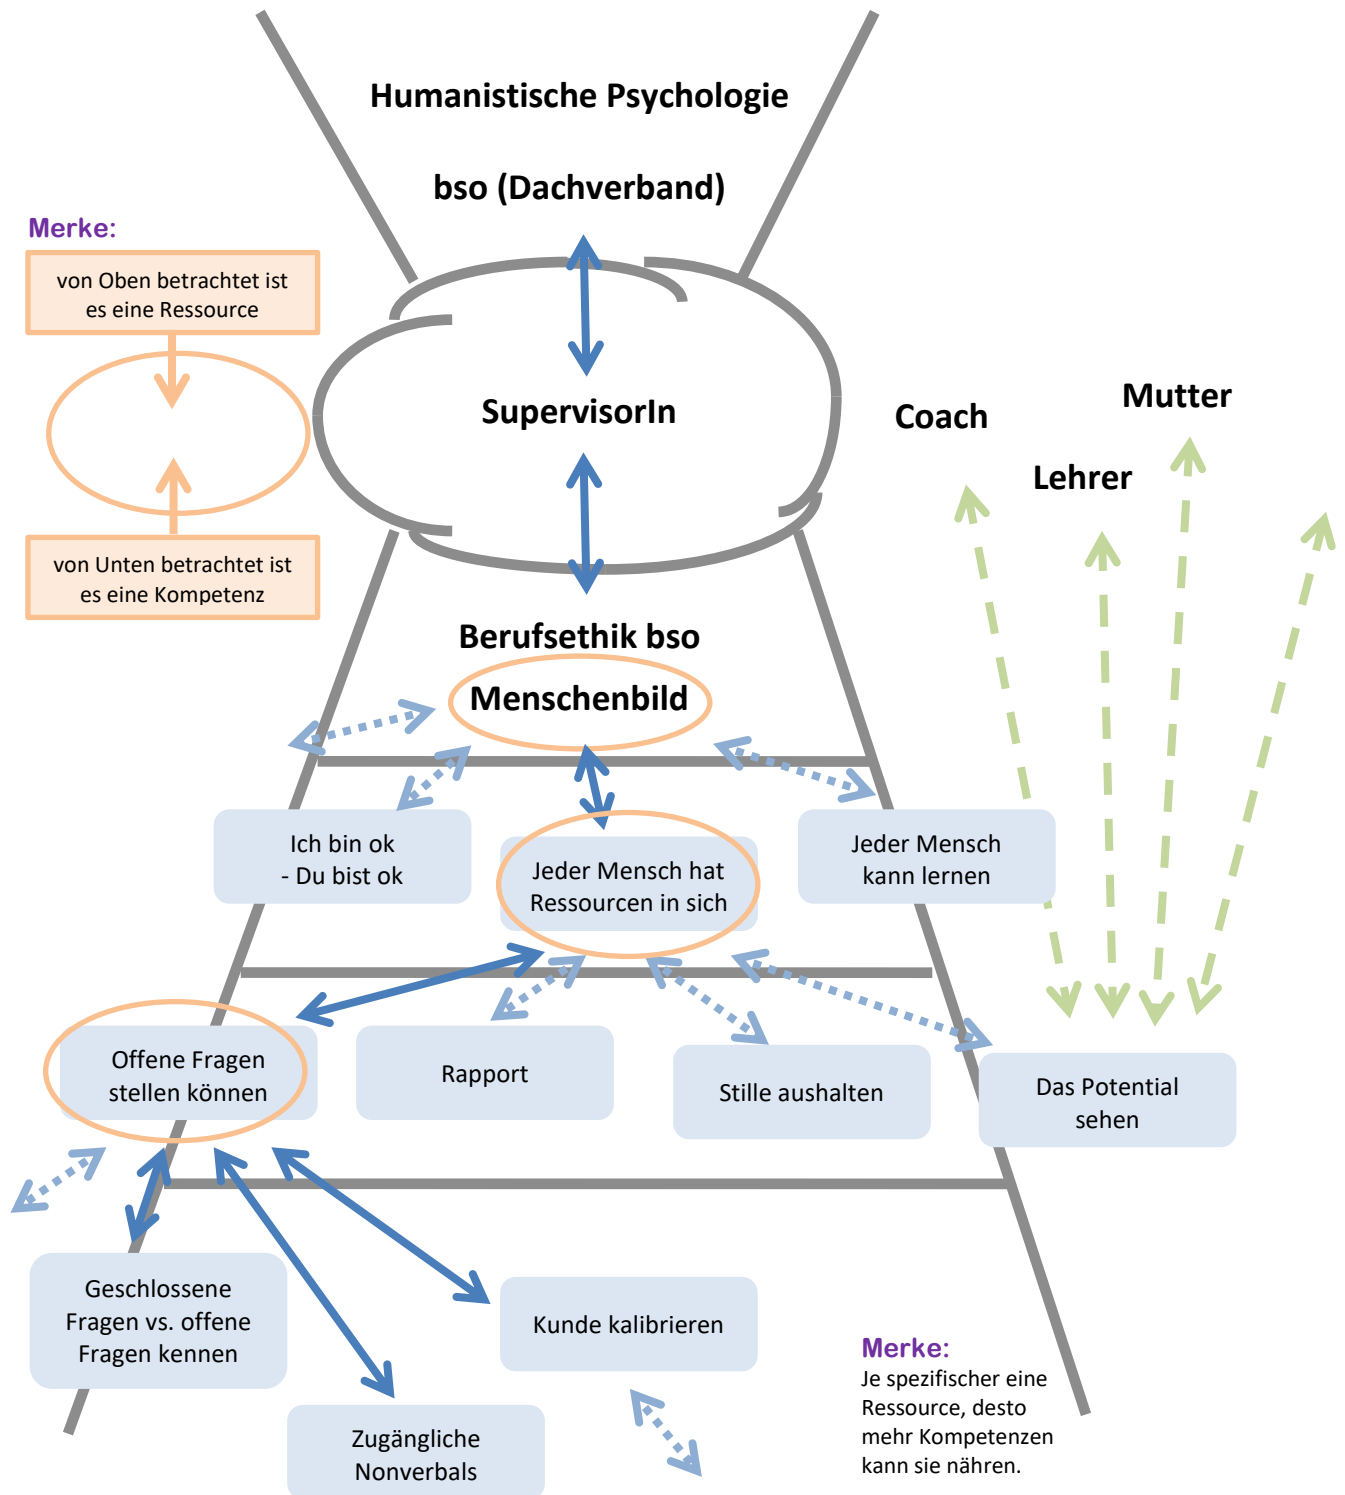 Humanistische Psychologie
bso (Dachverband)
Merke:
von Oben betrachtet ist
es eine Ressource
SupervisorIn
Coach
Mutter
Lehrer
von Unten betrachtet ist
es eine Kompetenz
Berufsethik bso
Menschenbild
Ich bin ok
- Du bist ok
Jeder Mensch hat
Ressourcen in sich
Jeder Mensch
kann lernen
Offene Fragen
stellen können
Rapport
Stille aushalten
Das Potential
sehen
Geschlossene
Fragen vs. offene
Fragen kennen
Kunde kalibrieren
Zugängliche
Nonverbals
Merke:
Je spezifischer eine
Ressource, desto
mehr Kompetenzen
kann sie nähren.